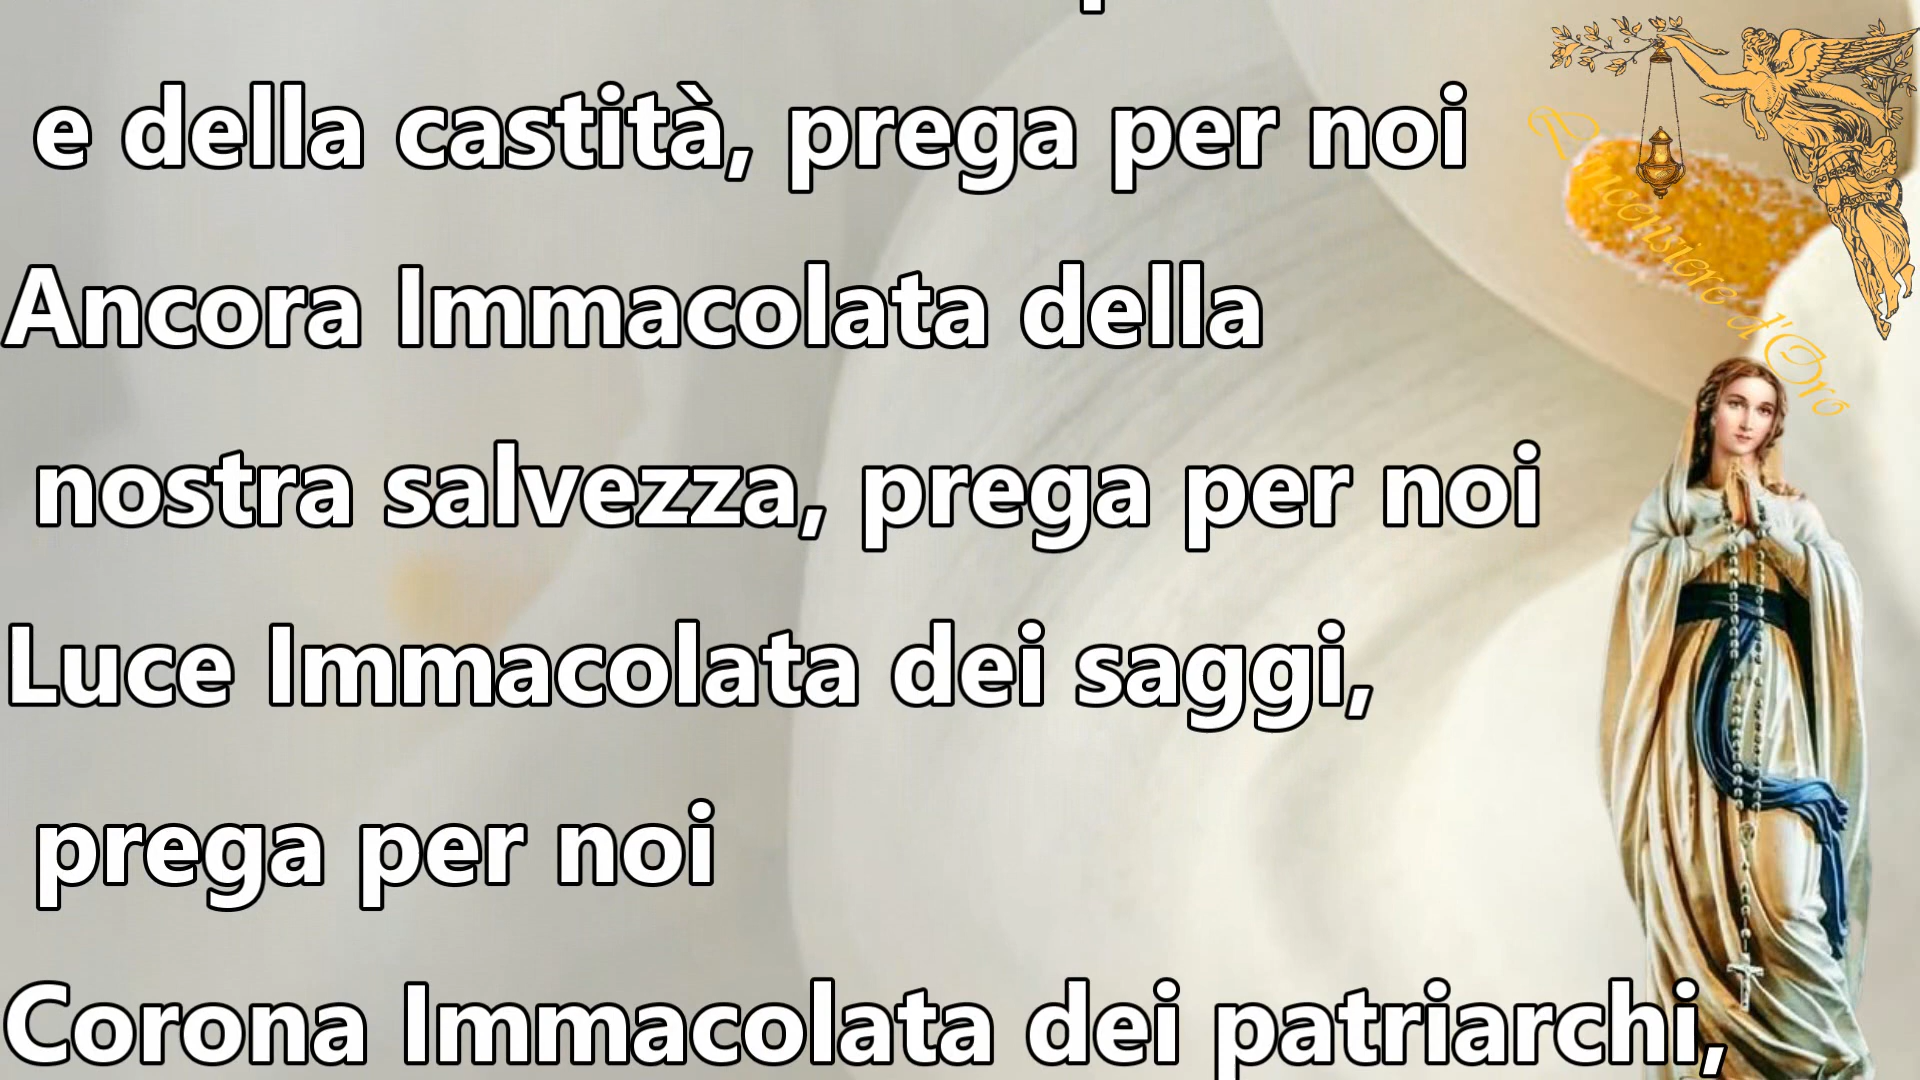 e della castità, prega per noi
Ancora Immacolata della
nostra salvezza, prega per noi
Luce Immacolata dei saggi,
prega per noi
Corona Immacolata dei patriarchi,
d'Oro